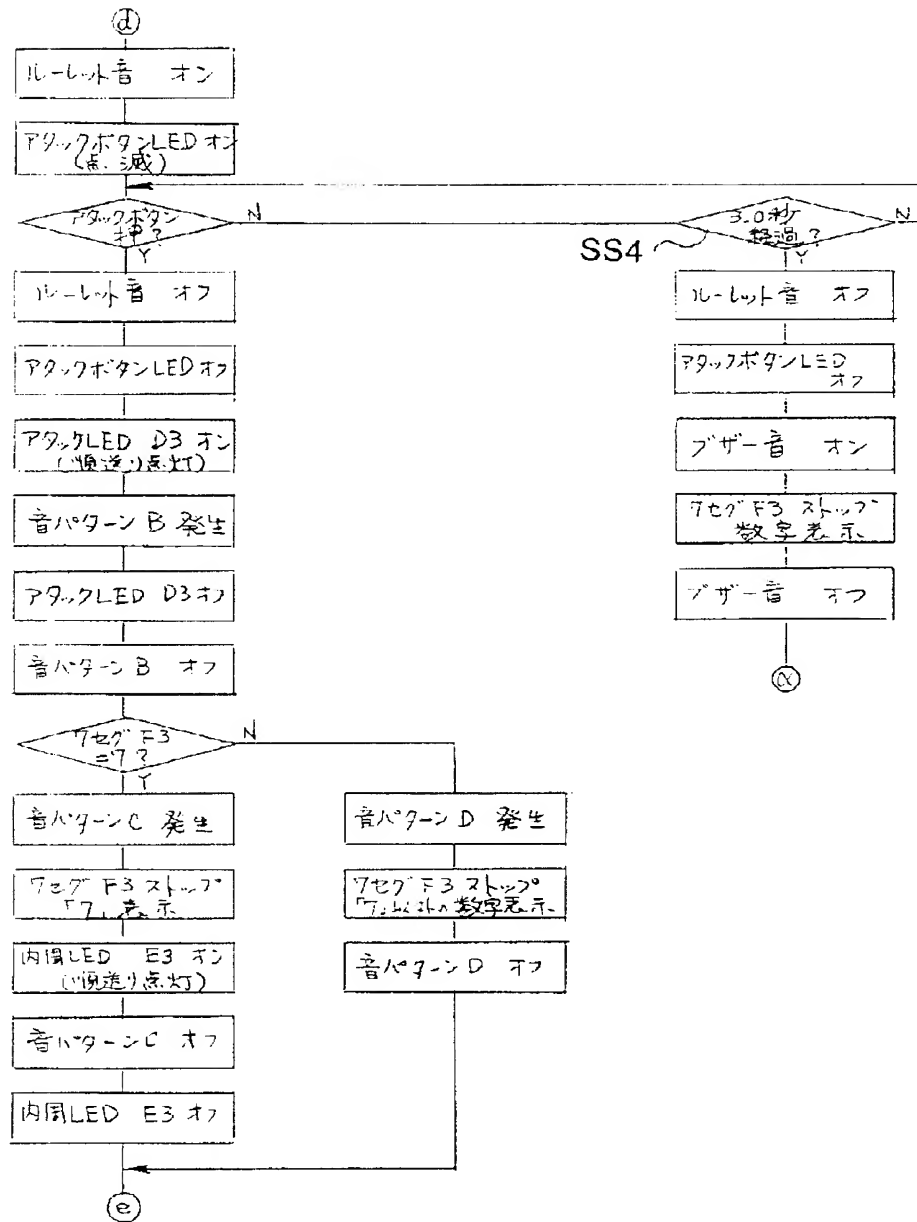 d
ルーレット音 オン
アタックボタンLED オン
(点、滅)
アタックボタン
押?
N
Y
ルーレット音 オフ
アタックボタンLED オフ
アタックLED D3 オン
(順送り点灯)
音パターン B 発生
アタックLED D3 オフ
音パターン B オフ
7セグ F3
=7?
N
Y
音パターンC 発生
7セグ F3 ストップ
「7」表示
内周LED E3 オン
(順送り点灯)
音パターンC オフ
内周LED E3 オフ
e
音パターン D 発生
7セグ F3 ストップ
「7」以外の数字表示
音パターン D オフ
3.0秒
経過?
N
Y
SS4
ルーレット音 オフ
アタックボタンLED
オフ
ブザー音 オン
7セグ F3 ストップ
数字表示
ブザー音 オフ
α